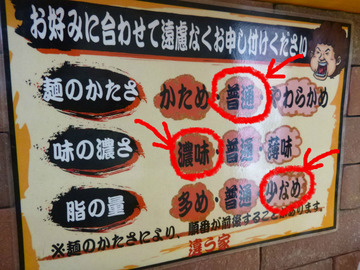 お好みに合わせて遠慮なくお申し付けください
麺のかたさ かため・普通・やわらかめ
味の濃さ 濃味・普通・薄味
脂の量 多め・普通・少なめ
※麺のかたさにより、順番が前後することがあります。